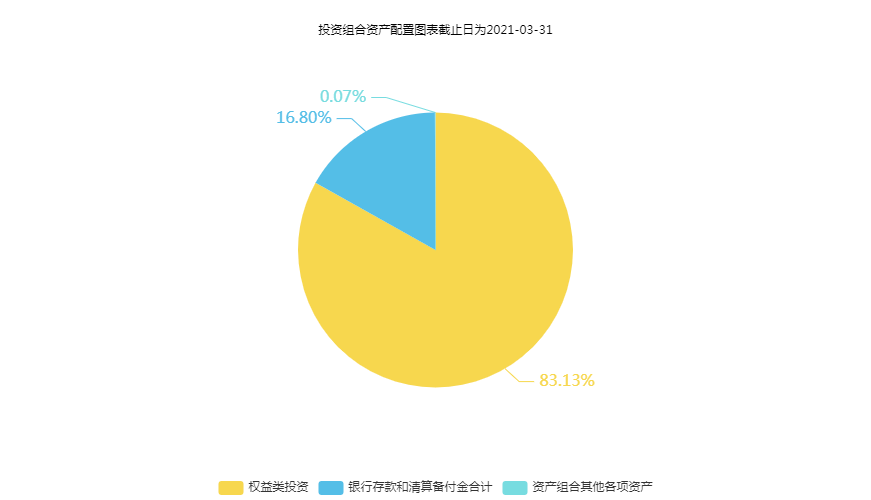 投资组合资产配置图表截止日为2021-03-31
0.07%
16.80%
83.13%
权益类投资 银行存款和清算备付金合计 资产组合其他各项资产